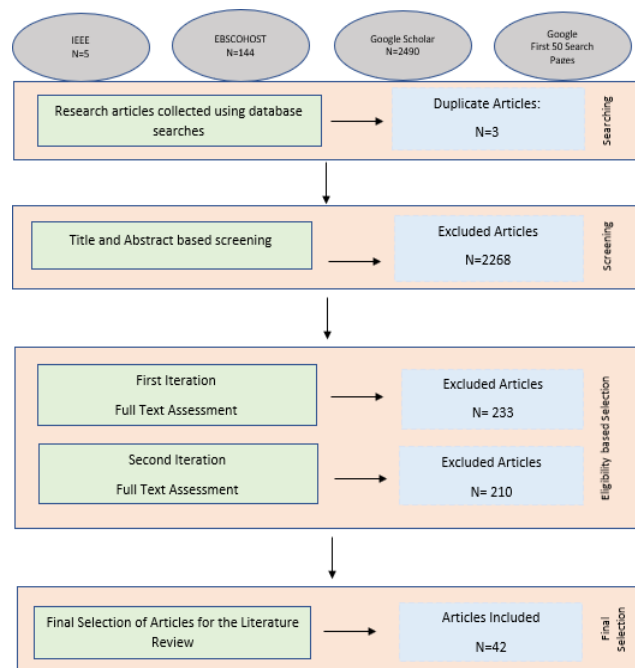 IEEE
N=5
EBSCOHOST
N=144
Google Scholar
N=2490
Google
First 50 Search
Pages
Research articles collected using database
searches
Duplicate Articles:
N=3
Searching
Title and Abstract based screening
Excluded Articles
N=2268
Screening
First Iteration
Full Text Assessment
Excluded Articles
N= 233
Second Iteration
Full Text Assessment
Excluded Articles
N= 210
Eligibility based Selection
Final Selection of Articles for the Literature
Review
Articles Included
N=42
Final
Selection